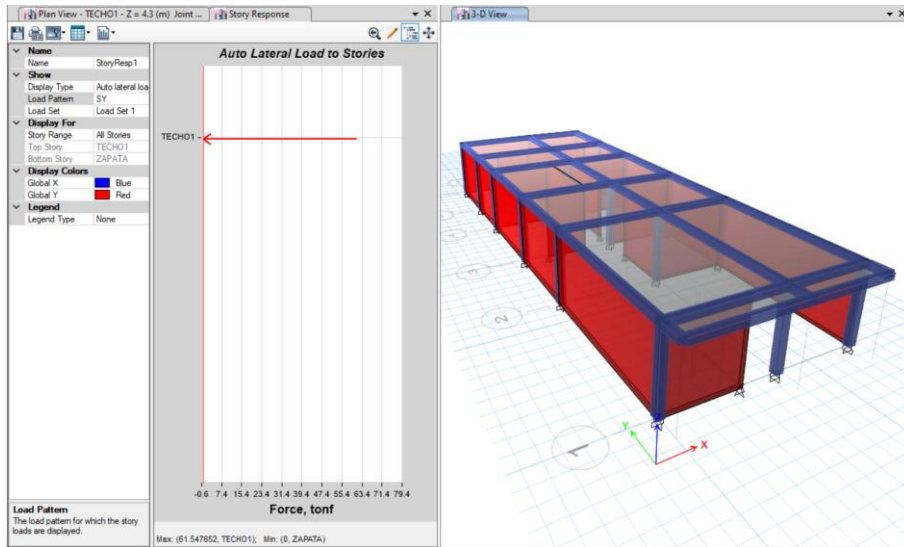 Plan View - TECHO1 - Z = 4.3 (m) Joint ...
Story Response
3-D View
Name
Name StoryResp1
Show
Display Type Auto lateral loa
Load Pattern SY
Load Set Load Set 1
Display For
Story Range All Stories
Top Story TECHO1
Bottom Story ZAPATA
Display Colors
Global X Blue
Global Y Red
Legend
Legend Type None
Load Pattern
The load pattern for which the story
loads are displayed.
Auto Lateral Load to Stories
TECHO1
-0.6 7.4 15.4 23.4 31.4 39.4 47.4 55.4 63.4 71.4 79.4
Force, tonf
Max: (61.547652, TECHO1); Min: (0, ZAPATA)
3
2
1
Y
X